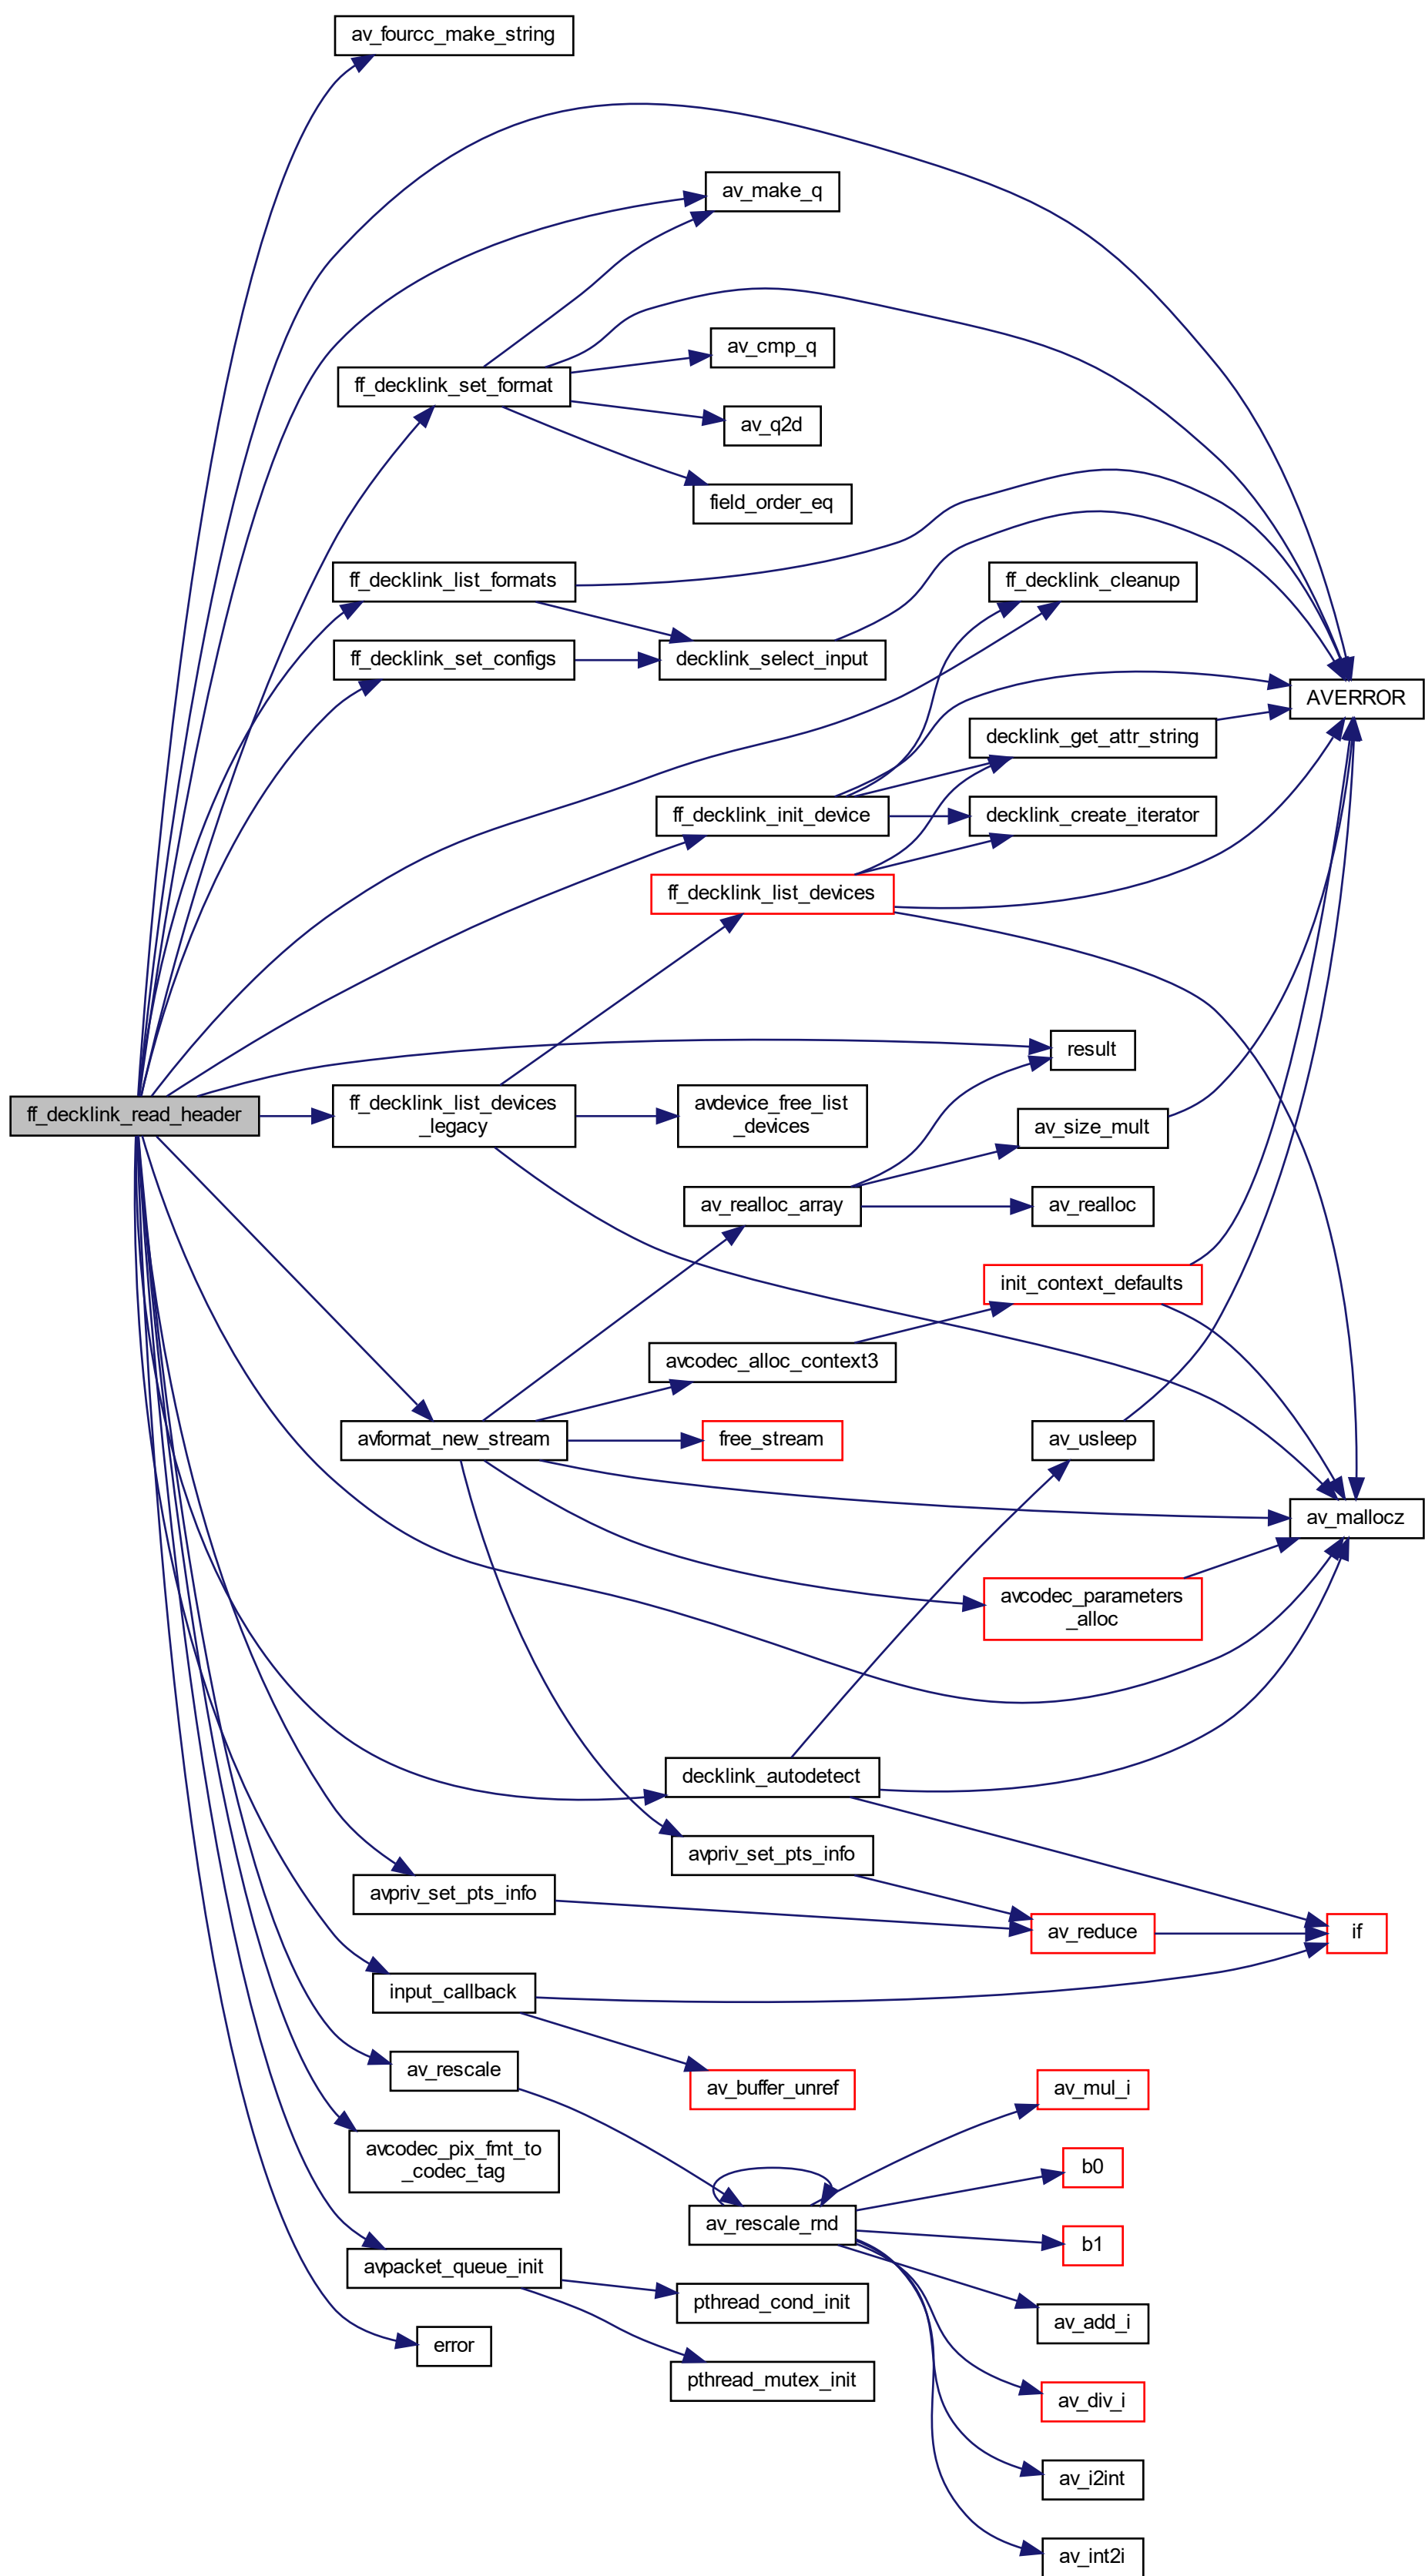 av_fourcc_make_string
av_make_q
av_cmp_q
ff_decklink_set_format
av_q2d
field_order_eq
ff_decklink_list_formats
ff_decklink_cleanup
ff_decklink_set_configs
decklink_select_input
AVERROR
decklink_get_attr_string
ff_decklink_init_device
decklink_create_iterator
ff_decklink_list_devices
result
ff_decklink_read_header
ff_decklink_list_devices
_legacy
avdevice_free_list
_devices
av_size_mult
av_realloc_array
av_realloc
init_context_defaults
avcodec_alloc_context3
avformat_new_stream
free_stream
av_usleep
av_mallocz
avcodec_parameters
_alloc
decklink_autodetect
avpriv_set_pts_info
avpriv_set_pts_info
av_reduce
if
input_callback
av_rescale
av_buffer_unref
av_mul_i
avcodec_pix_fmt_to
_codec_tag
b0
av_rescale_rnd
b1
avpacket_queue_init
pthread_cond_init
av_add_i
error
pthread_mutex_init
av_div_i
av_i2int
av_int2i